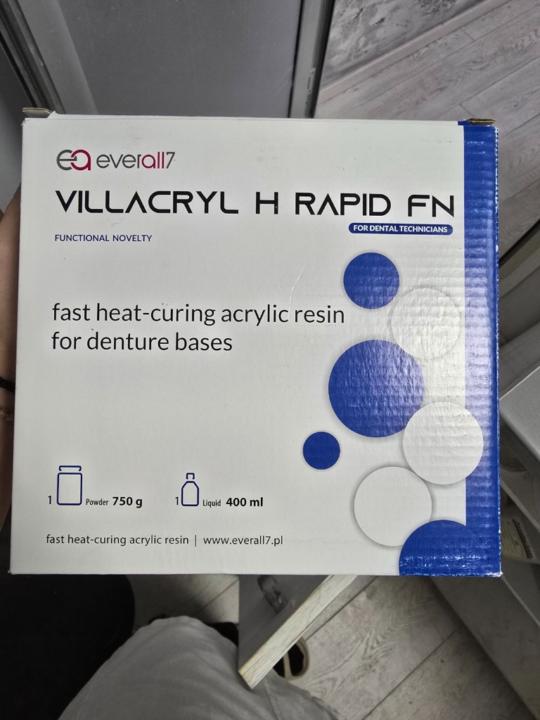 everall7
VILLACRYL H RAPID FN
FOR DENTAL TECHNICIANS
FUNCTIONAL NOVELTY
fast heat-curing acrylic resin
for denture bases
1 Powder 750 g 1 Liquid 400 ml
fast heat-curing acrylic resin | www.everall7.pl